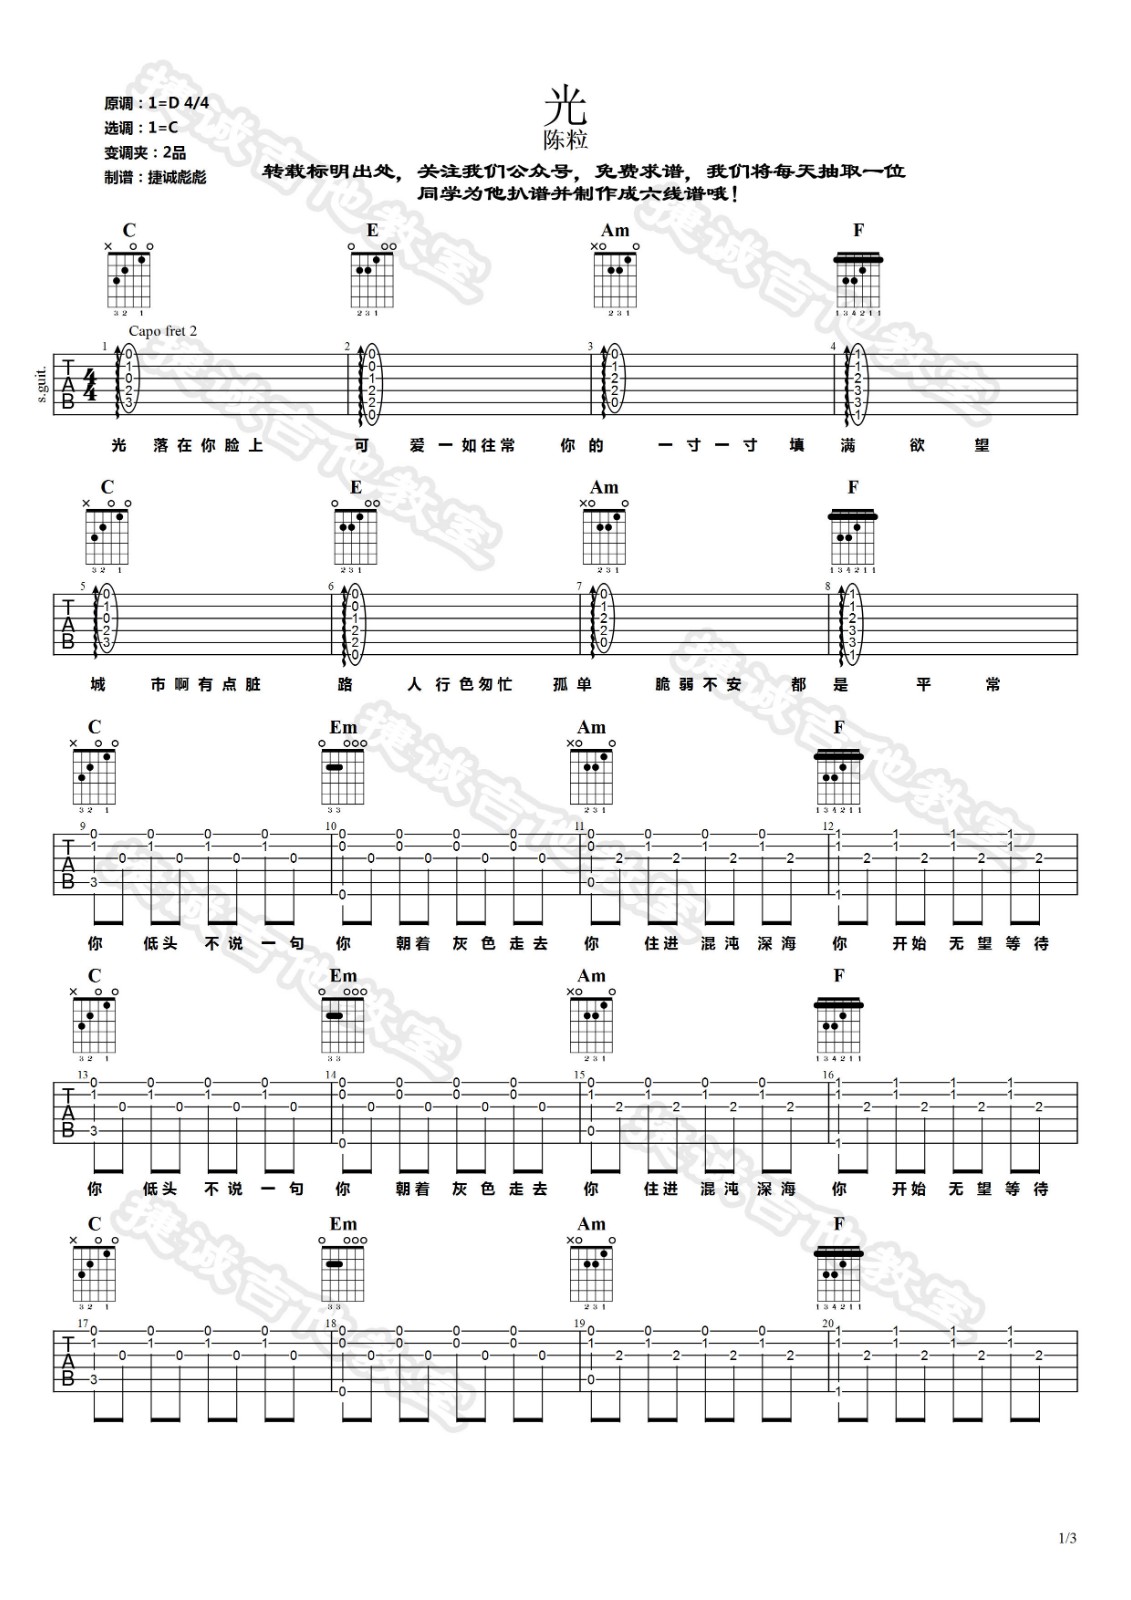 光
陈粒
原调：1=D 4/4
选调：1=C
变调夹：2品
制谱：捷诚彪彪
转载标明出处，关注我们公众号，免费求谱，我们将每天抽取一位
同学为他扒谱并制作成六线谱哦！
C E Am F
Capo fret 2
s.guit.
光 落在你脸上 可 爱一如往常 你的 一寸一寸 填 满 欲 望
C E Am F
城 市啊有点脏 路 人行色匆忙 孤单 脆弱不安 都 是 平 常
C Em Am F
你 低头 不说一句 你 朝着 灰色走去 你 住进 混沌深海 你 开始 无望等待
C Em Am F
你 低头 不说一句 你 朝着 灰色走去 你 住进 混沌深海 你 开始 无望等待
C Em Am F
1/3
捷诚吉他教室